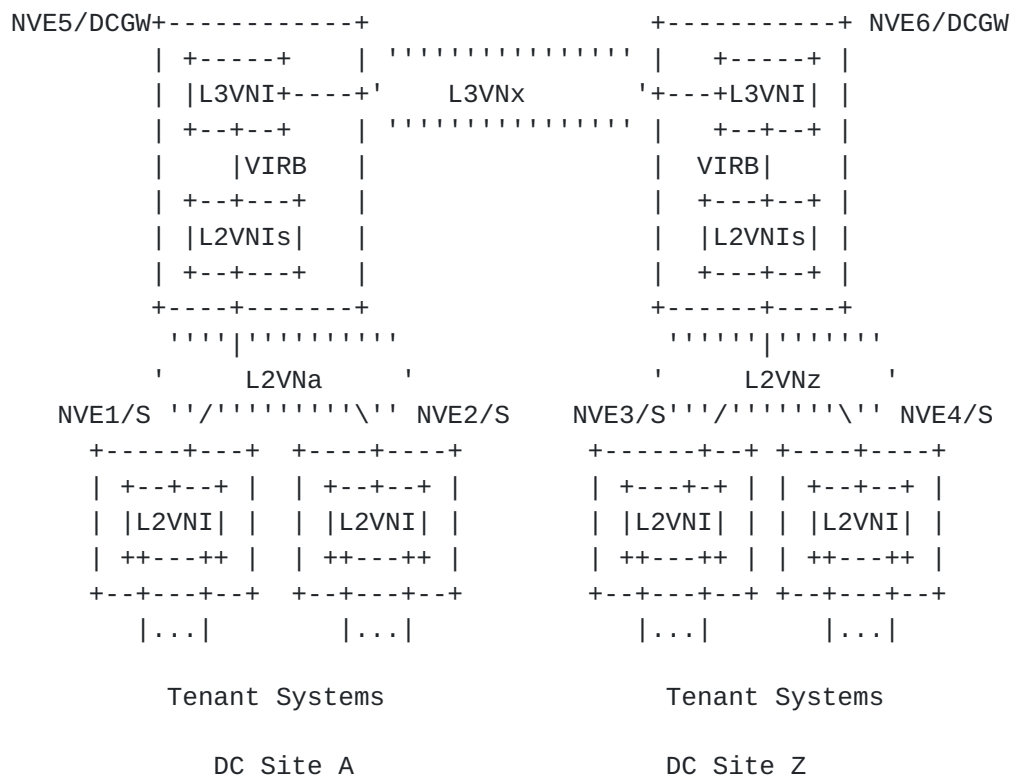 NVE5/DCGW+------------+                   +-----------+ NVE6/DCGW
         | +-----+    | '''''''''''''''' |   +-----+ |
         | |L3VNI+----+'    L3VNx       '+---+L3VNI| |
         | +--+--+    | '''''''''''''''' |   +--+--+ |
         |    |VIRB   |                  |  VIRB|    |
         | +--+---+   |                  |  +---+--+ |
         | |L2VNIs|   |                  |  |L2VNIs| |
         | +--+---+   |                  |  +---+--+ |
         +----+-------+                  +------+----+
          ''''|''''''''''                 ''''''|'''''''
         '     L2VNa      '              '     L2VNz    '
   NVE1/S ''/'''''''''\'' NVE2/S    NVE3/S'''/'''''''\'' NVE4/S
     +-----+---+  +----+----+        +------+--+ +----+----+
     | +--+--+ |  | +--+--+ |        | +---+-+ | | +--+--+ |
     | |L2VNI| |  | |L2VNI| |        | |L2VNI| | | |L2VNI| |
     | ++---++ |  | ++---++ |        | ++---++ | | ++---++ |
     +--+---+--+  +--+---+--+        +--+---+--+ +--+---+--+
        |...|        |...|              |...|       |...|
          Tenant Systems                  Tenant Systems
             DC Site A                    DC Site Z